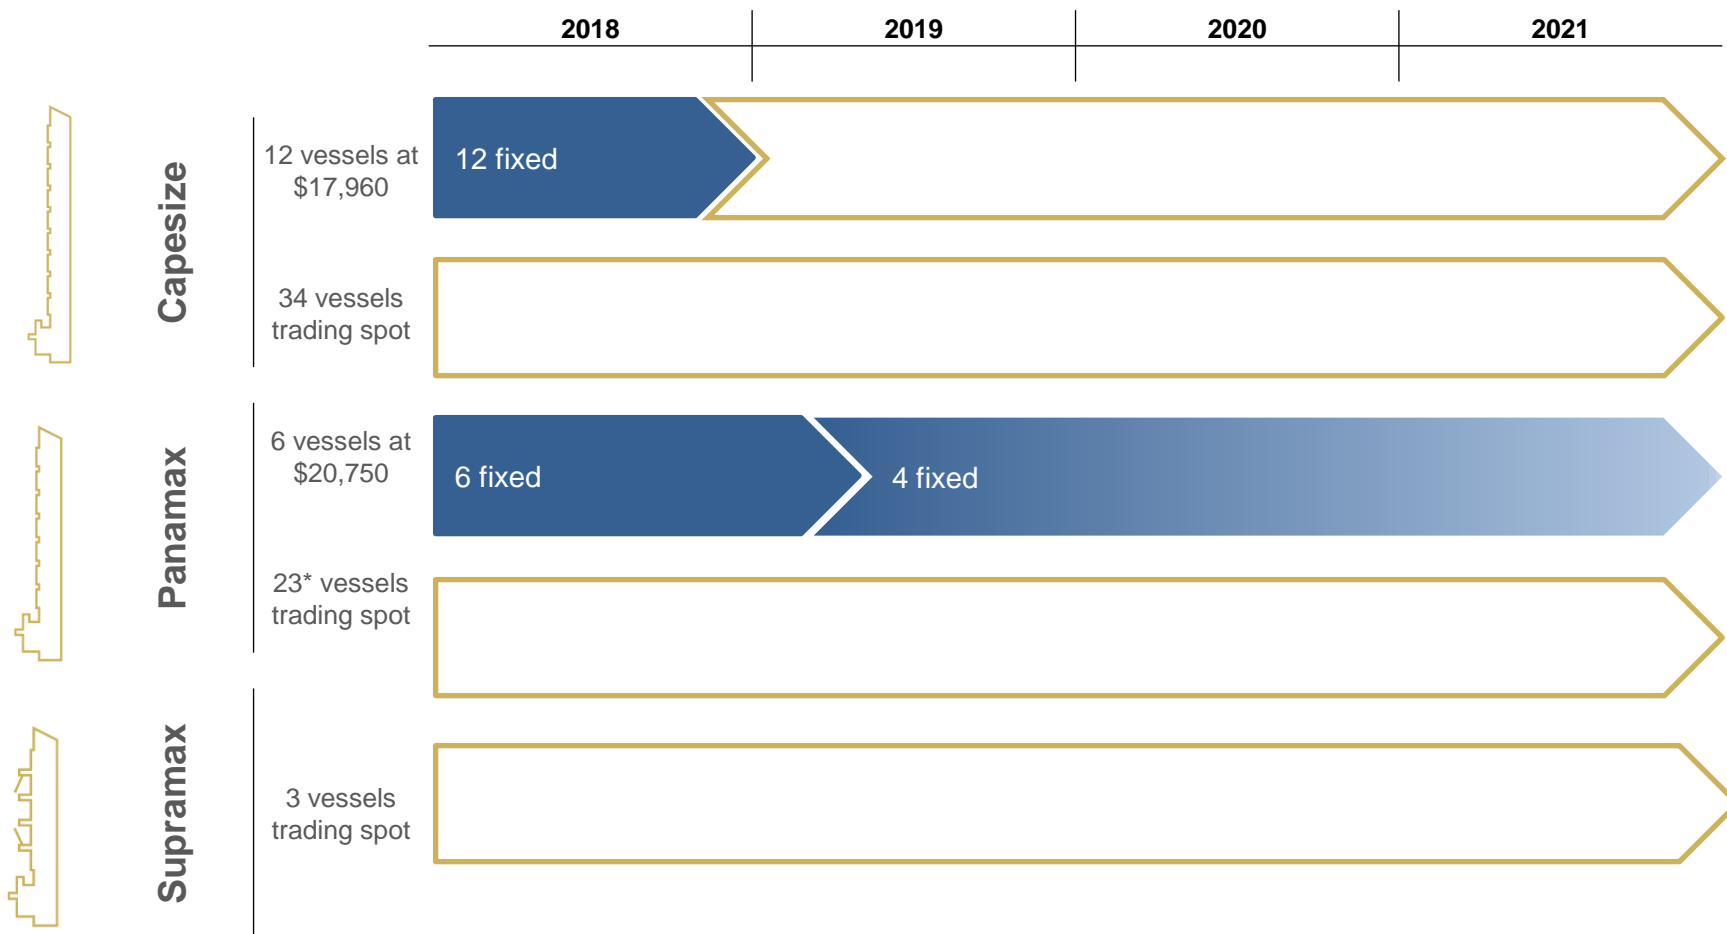 2018 2019 2020 2021
Capesize
12 vessels at
$17,960
12 fixed
34 vessels
trading spot
Panamax
6 vessels at
$20,750
6 fixed
4 fixed
23* vessels
trading spot
Supramax
3 vessels
trading spot